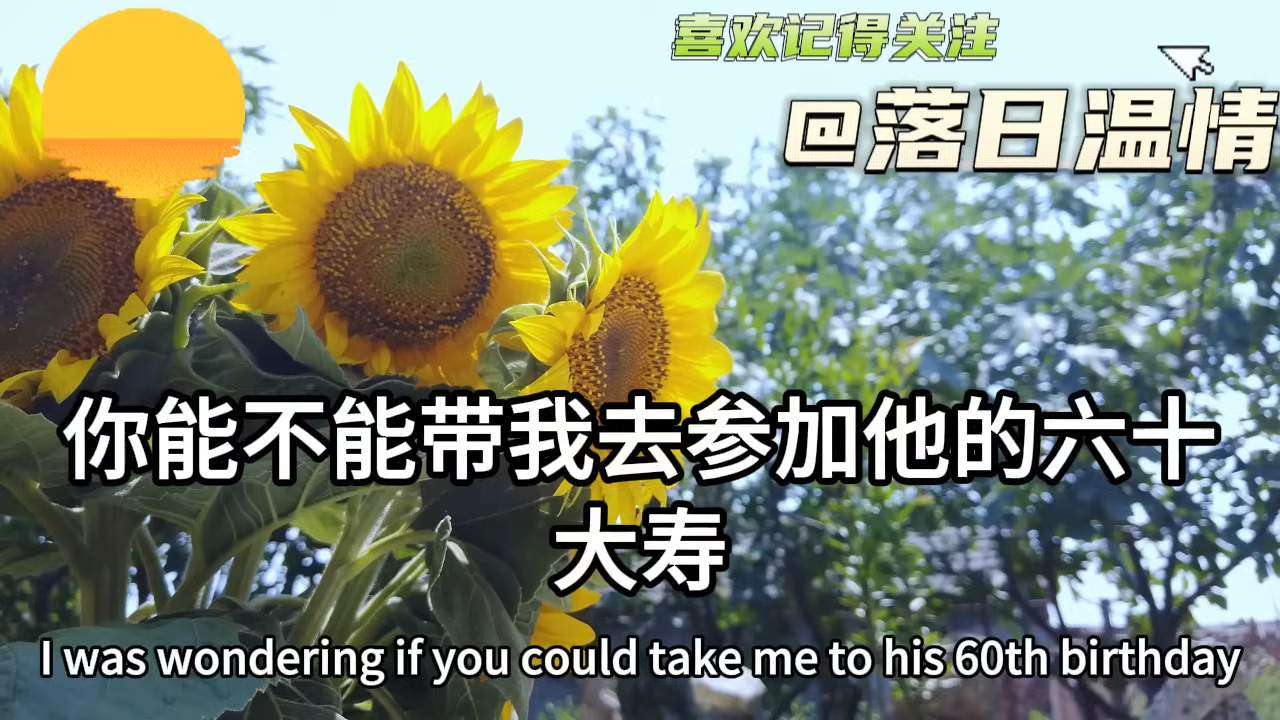 喜欢记得关注
@落日温情
你能不能带我去参加他的六十
大寿
I was wondering if you could take me to his 60th birthday